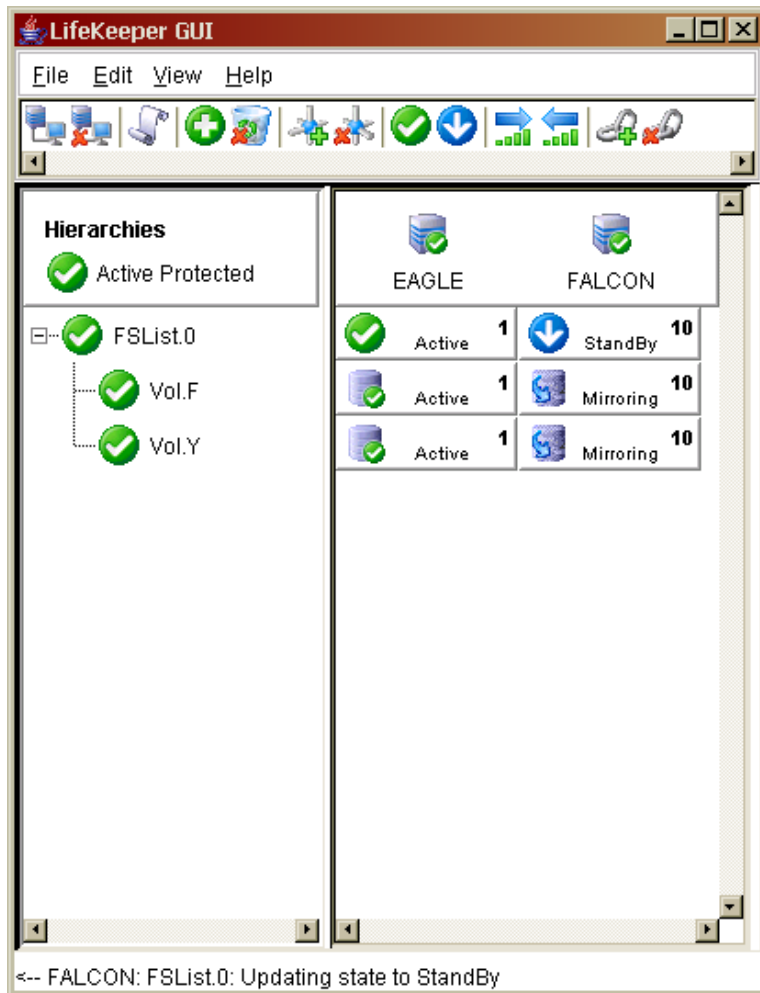 LifeKeeper GUI
File Edit View Help
Hierarchies
Active Protected
EAGLE FALCON
FSList.0 Active 1 StandBy 10
Vol.F Active 1 Mirroring 10
Vol.Y Active 1 Mirroring 10
<-- FALCON: FSList.0: Updating state to StandBy